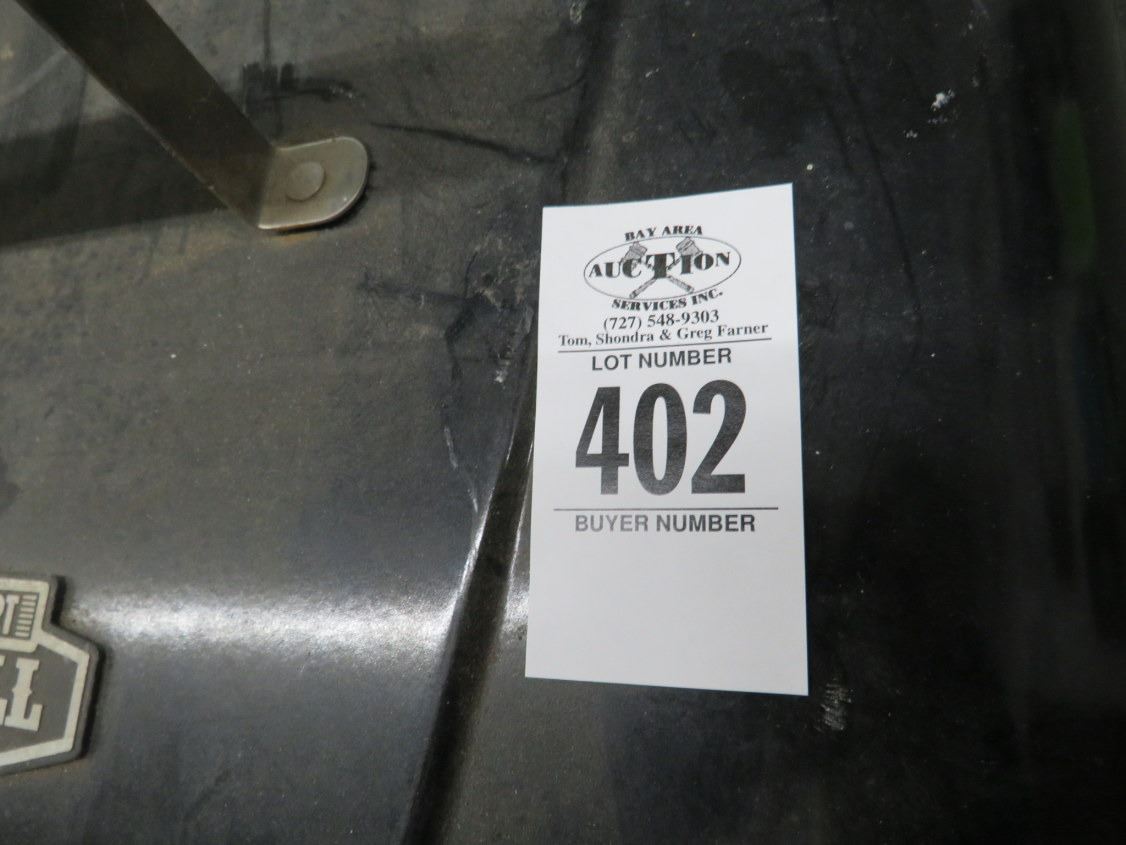 BAY AREA
AUCTION
SERVICES INC.
(727) 548-9303
Tom, Shondra & Greg Farner
LOT NUMBER
402
BUYER NUMBER